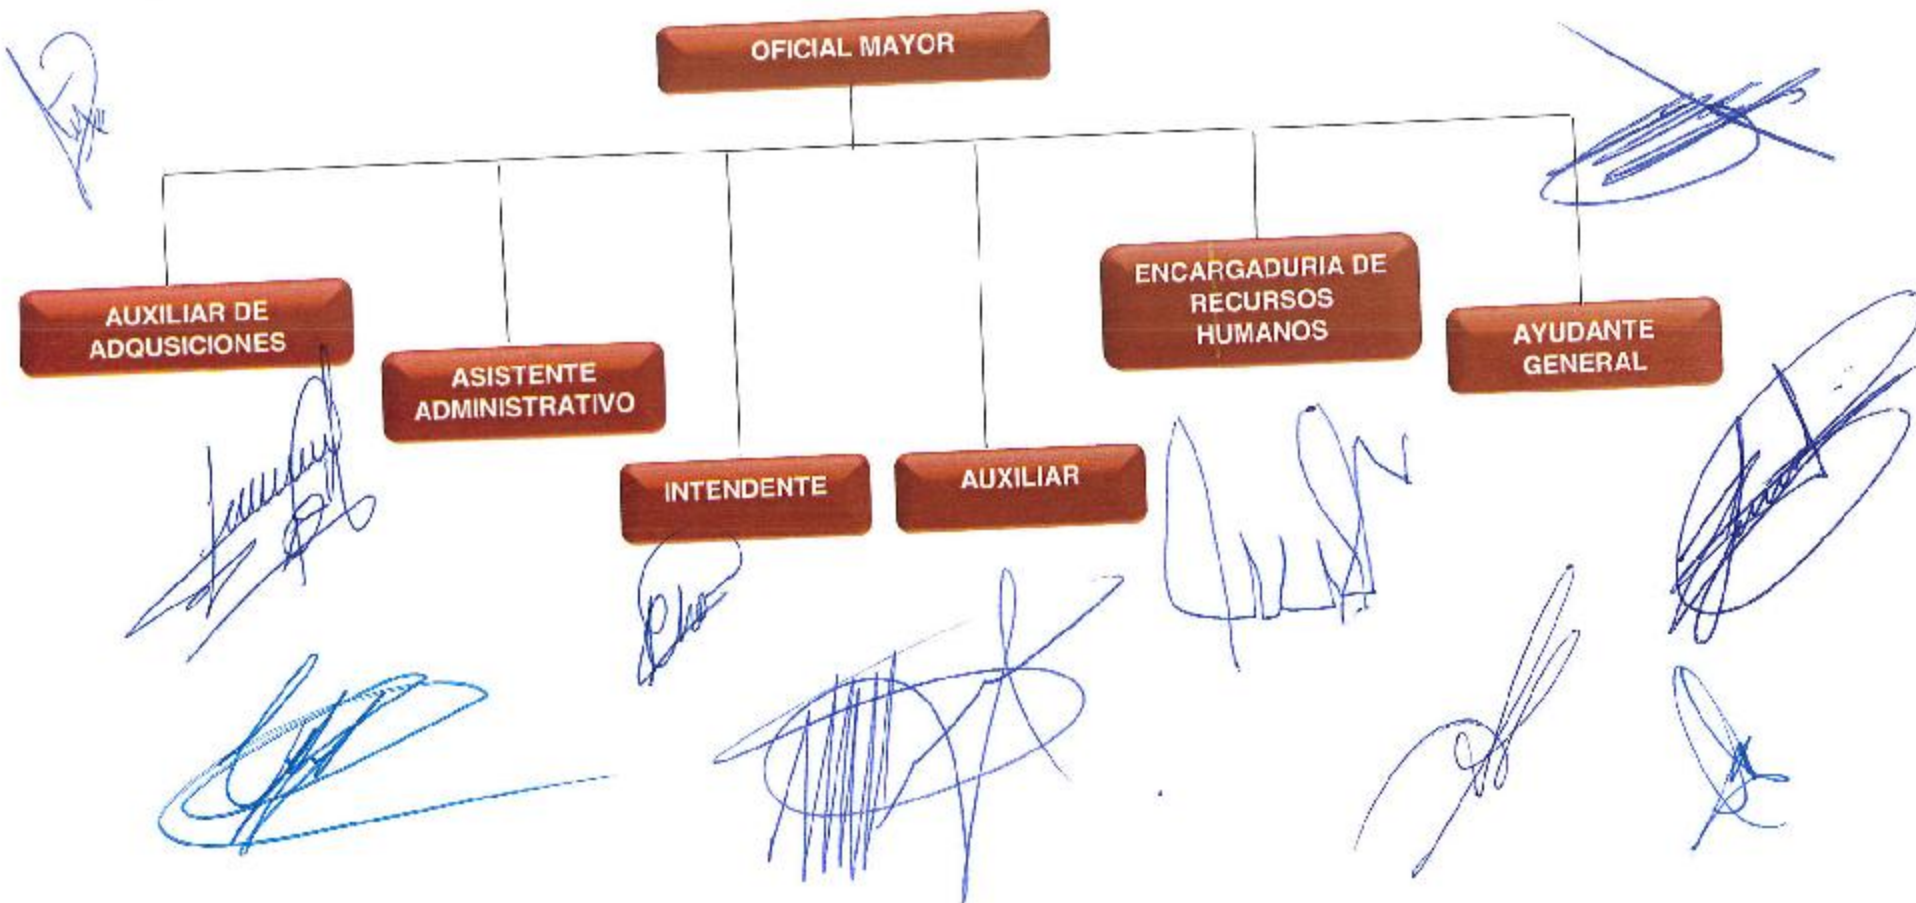 OFICIAL MAYOR
AUXILIAR DE
ADQUSICIONES
ASISTENTE
ADMINISTRATIVO
INTENDENTE
AUXILIAR
ENCARGADURIA DE
RECURSOS
HUMANOS
AYUDANTE
GENERAL